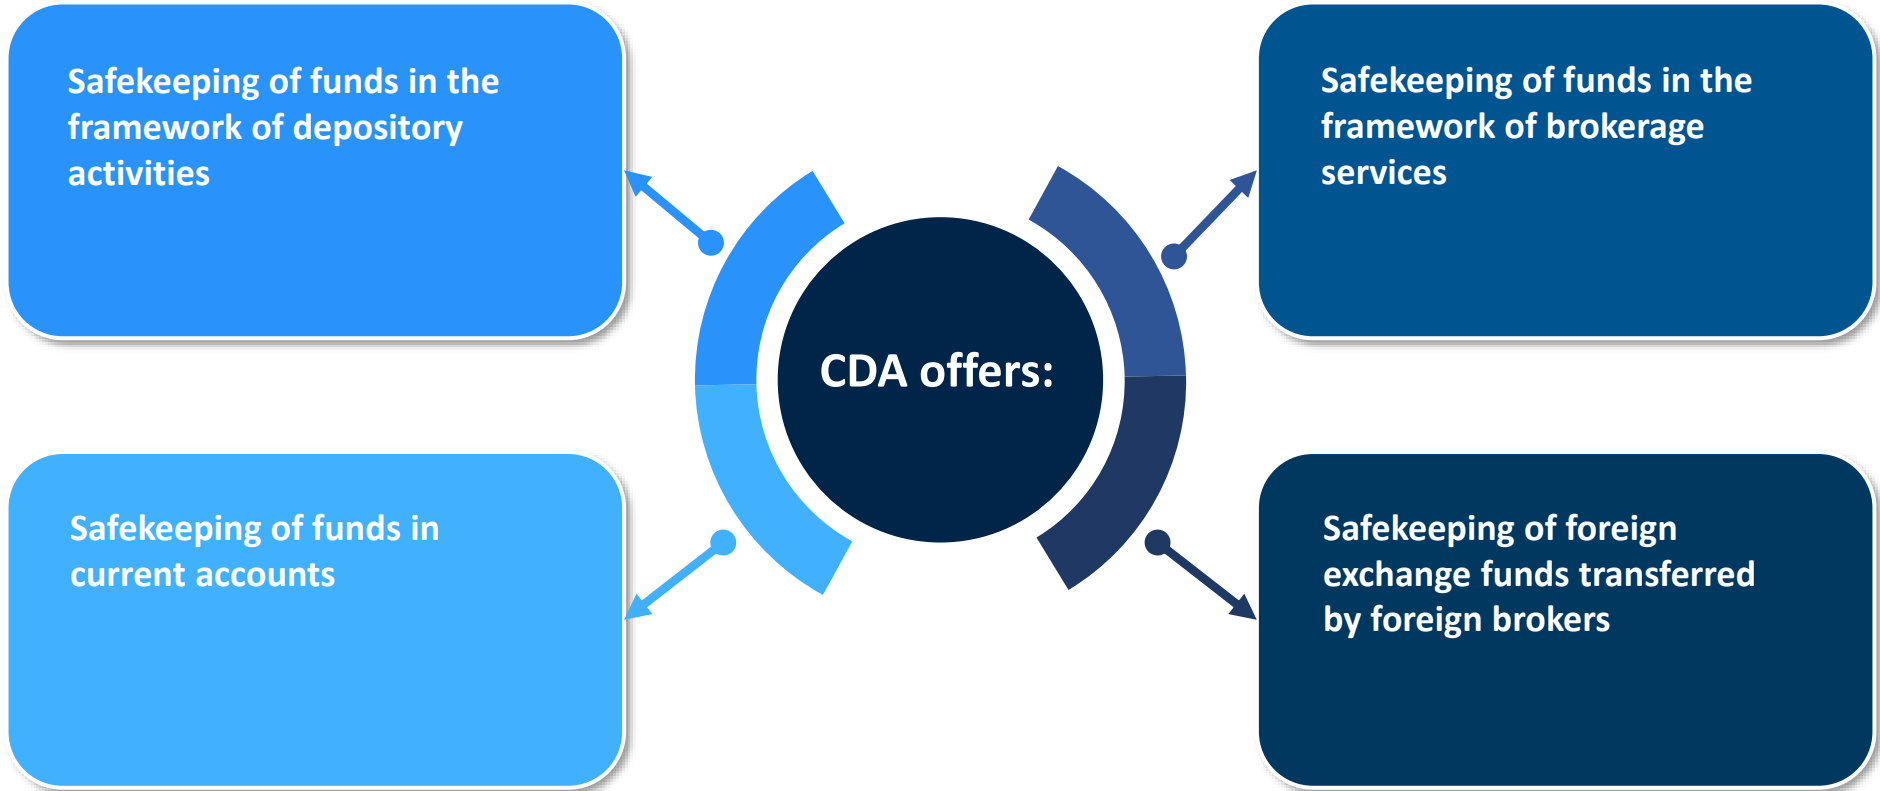 Safekeeping of funds in the
framework of depository
activities
Safekeeping of funds in the
framework of brokerage
services
CDA offers:
Safekeeping of funds in
current accounts
Safekeeping of foreign
exchange funds transferred
by foreign brokers